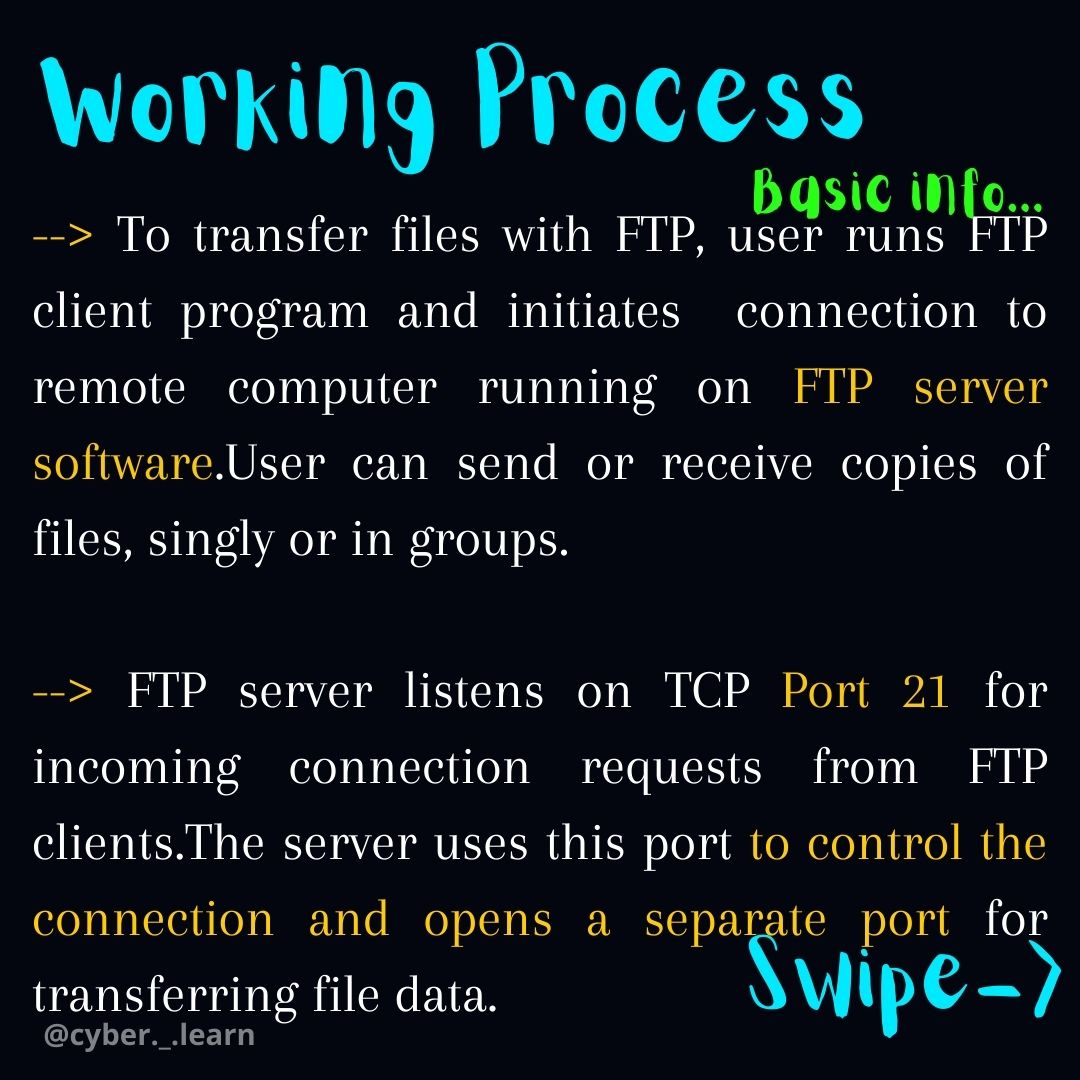 Working Process
Basic info...
--> To transfer files with FTP, user runs FTP
client program and initiates connection to
remote computer running on FTP server
software.User can send or receive copies of
files, singly or in groups.
--> FTP server listens on TCP Port 21 for
incoming connection requests from FTP
clients.The server uses this port to control the
connection and opens a separate port for
transferring file data.
Swipe->
@cyber._.learn